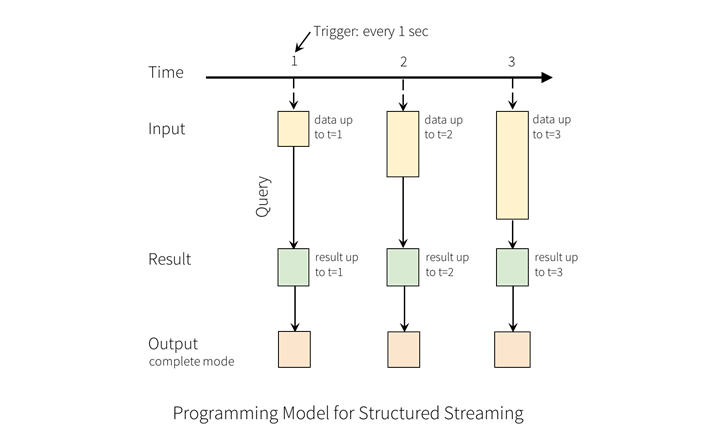 Trigger: every 1 sec
1
2
3
Time
Input
data up
to t=1
data up
to t=2
data up
to t=3
Query
Result
result up
to t=1
result up
to t=2
result up
to t=3
Output
complete mode
Programming Model for Structured Streaming